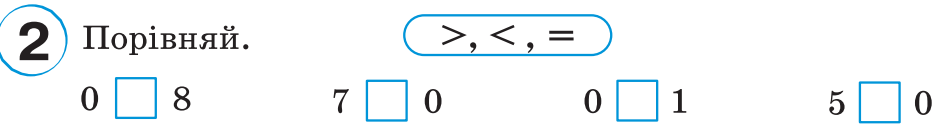 2 Порівняй. >, <, =
0 □ 8 7 □ 0 0 □ 1 5 □ 0